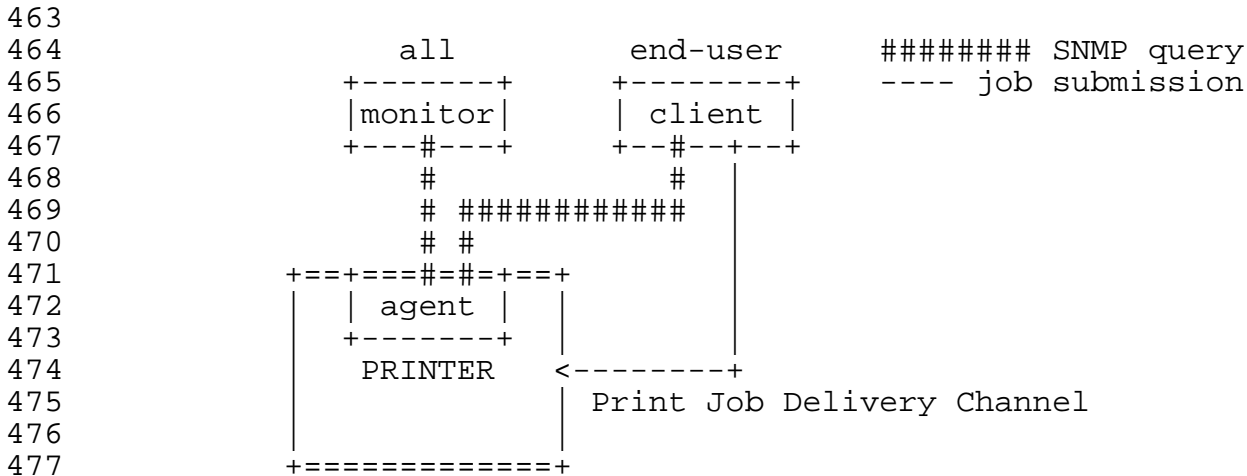 463
464                  all            end-user     ######## SNMP query
465               +-------+      +--------+    ---- job submission
466               |monitor|      | client |
467               +---#---+      +--#--+--+
468                   #             #  |
469                   # ############   |
470                   # #              |
471            +==+===#=#=+==+         |
472            |  | agent |  |         |
473            |  +-------+  |         |
474            |   PRINTER   <--------+
475            |             | Print Job Delivery Channel
476            |             |
477            +=============+